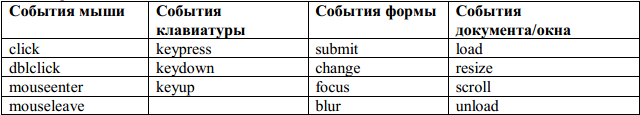 События мыши События клавиатуры События формы События документа/окна
click keypress submit load
dblclick keydown change resize
mouseenter keyup focus scroll
mouseleave blur unload